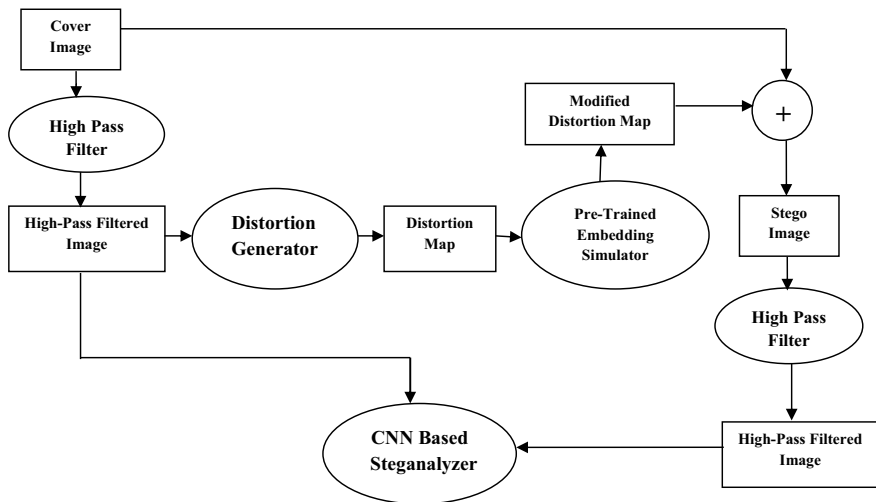 Cover
Image
High Pass
Filter
High-Pass Filtered
Image
Distortion
Generator
Distortion
Map
Pre-Trained
Embedding
Simulator
Modified
Distortion Map
+
Stego
Image
High Pass
Filter
High-Pass Filtered
Image
CNN Based
Steganalyzer